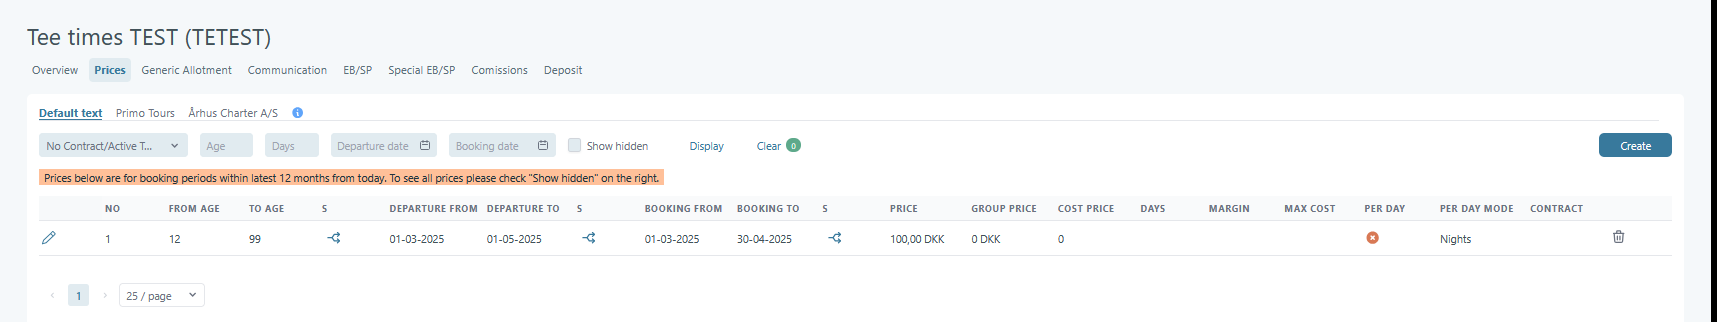 Tee times TEST (TETEST)
Overview Prices Generic Allotment Communication EB/SP Special EB/SP Comissions Deposit
Default text Primo Tours Århus Charter A/S
No Contract/Active T... Age Days Departure date Booking date Show hidden Display Clear 0 Create
Prices below are for booking periods within latest 12 months from today. To see all prices please check "Show hidden" on the right.
NO FROM AGE TO AGE S DEPARTURE FROM DEPARTURE TO S BOOKING FROM BOOKING TO S PRICE GROUP PRICE COST PRICE DAYS MARGIN MAX COST PER DAY PER DAY MODE CONTRACT
1 12 99 01-03-2025 01-05-2025 01-03-2025 30-04-2025 100,00 DKK 0 DKK 0 Nights
1 25 / page